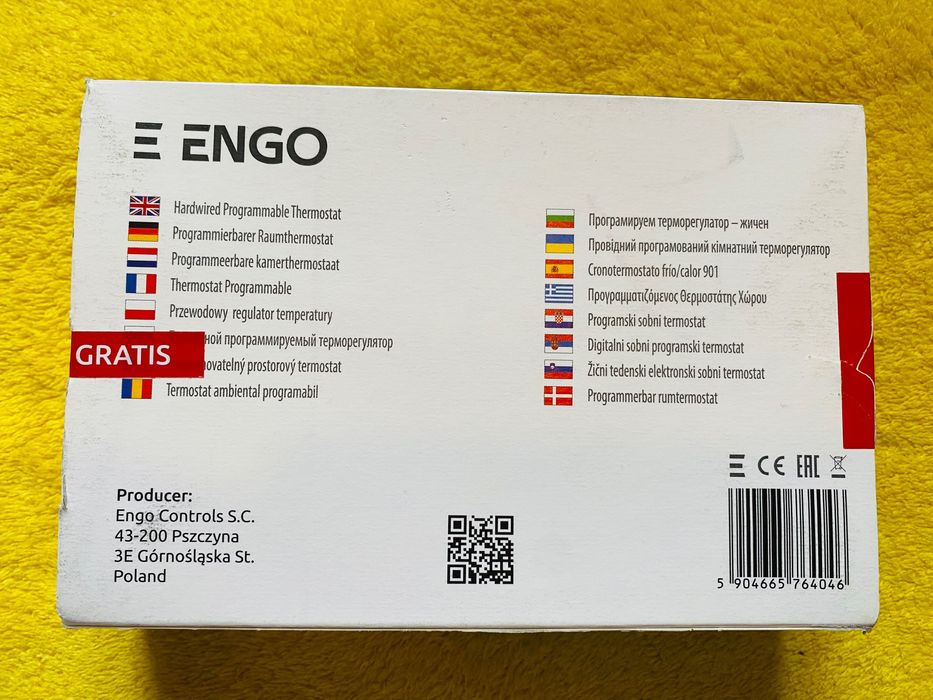 ENGO
Hardwired Programmable Thermostat
Programmierbarer Raumthermostat
Programmeerbare kamerthermostaat
Thermostat Programmable
Przewodowy regulator temperatury
программируемый терморегулятор
GRATIS
prostorový termostat
Termostat ambiental programabil
Програмируем терморегулатор – жичен
Провідний програмований кімнатний терморегулятор
Cronotermostato frío/calor 901
Προγραμματιζόμενος Θερμοστάτης Χώρου
Programski sobni termostat
Digitalni sobni programski termostat
Žični tedenski elektronski sobni termostat
Programmerbar rumtermostat
CE EAC
Producer:
Engo Controls S.C.
43-200 Pszczyna
3E Górnośląska St.
Poland
5 904665 764046